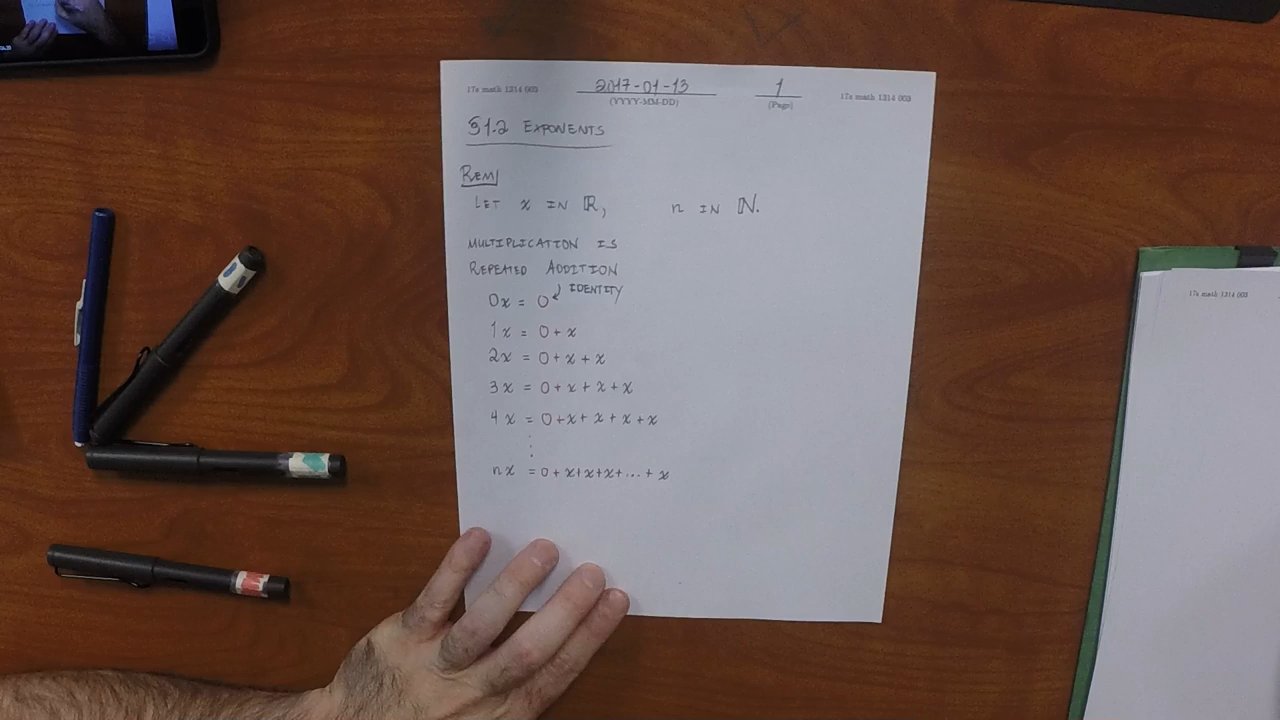 17s math 1314 003 2017-01-13 1 17s math 1314 003
(YYYY-MM-DD) (Page)
§1.2 EXPONENTS
REM
LET x IN ℝ, n IN ℕ.
MULTIPLICATION IS
REPEATED ADDITION
IDENTITY
0x = 0
1x = 0 + x
2x = 0 + x + x
3x = 0 + x + x + x
4x = 0 + x + x + x + x
⋮
nx = 0 + x + x + x + ... + x
17s math 1314 003